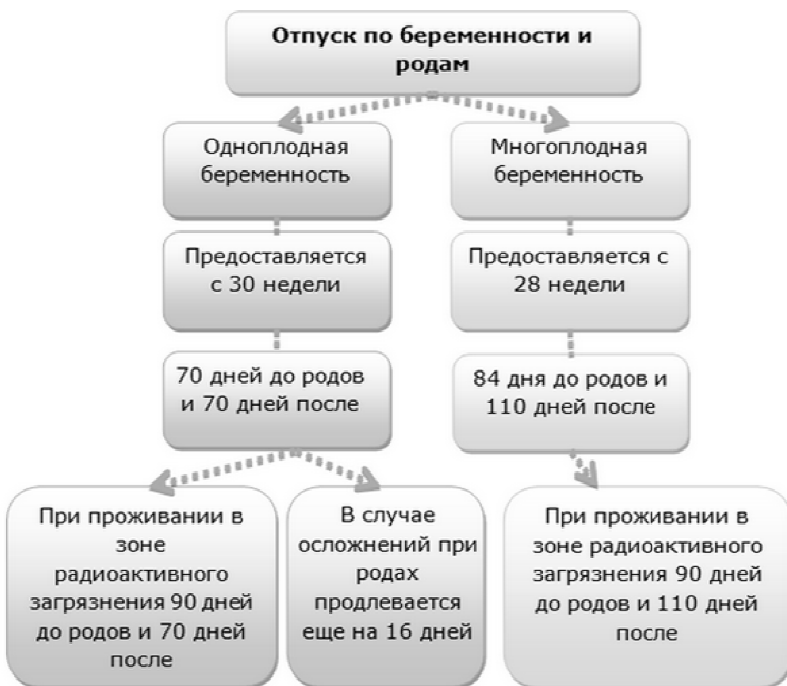 Отпуск по беременности и
родам
Одноплодная
беременность
Многоплодная
беременность
Предоставляется
с 30 недели
Предоставляется с
28 недели
70 дней до родов
и 70 дней после
84 дня до родов и
110 дней после
При проживании в
зоне
радиоактивного
загрязнения 90 дней
до родов и 70 дней
после
В случае
осложнений при
родах
продлевается
еще на 16 дней
При проживании в
зоне радиоактивного
загрязнения 90 дней
до родов и 110 дней
после